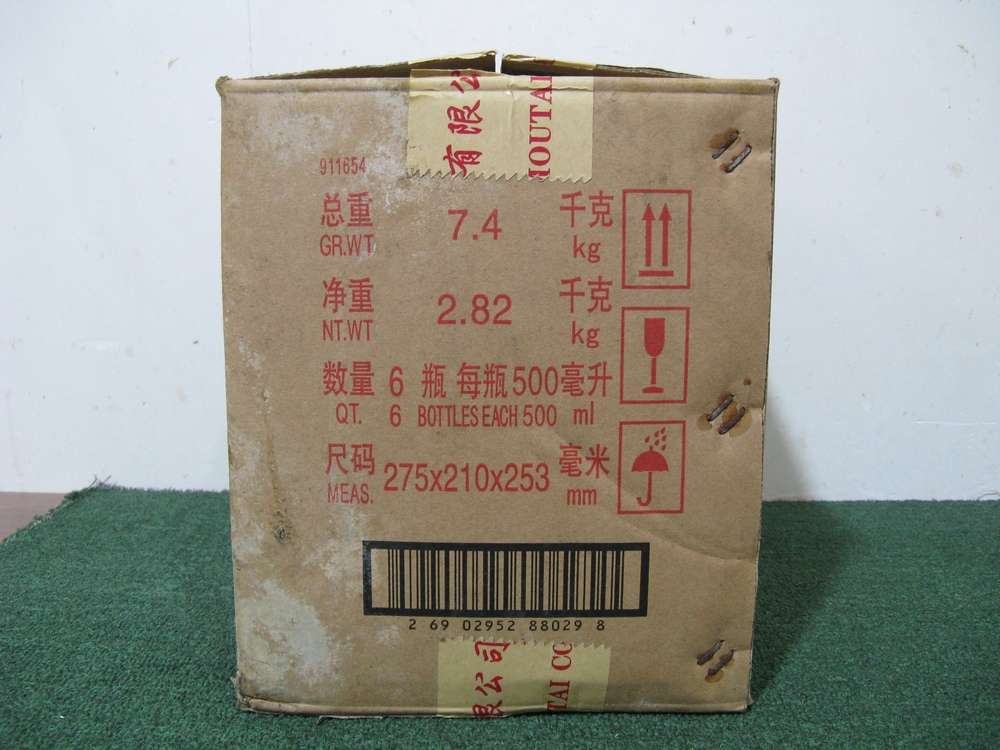 有限公
HOUTAI
911654
总重 7.4 千克
GR.WT kg
净重 2.82 千克
NT.WT kg
数量 6 瓶 每瓶 500 毫升
QT. 6 BOTTLES EACH 500 ml
尺码 275x210x253 毫米
MEAS. mm
2 69 02952 88029 8
限公司
TAI CO